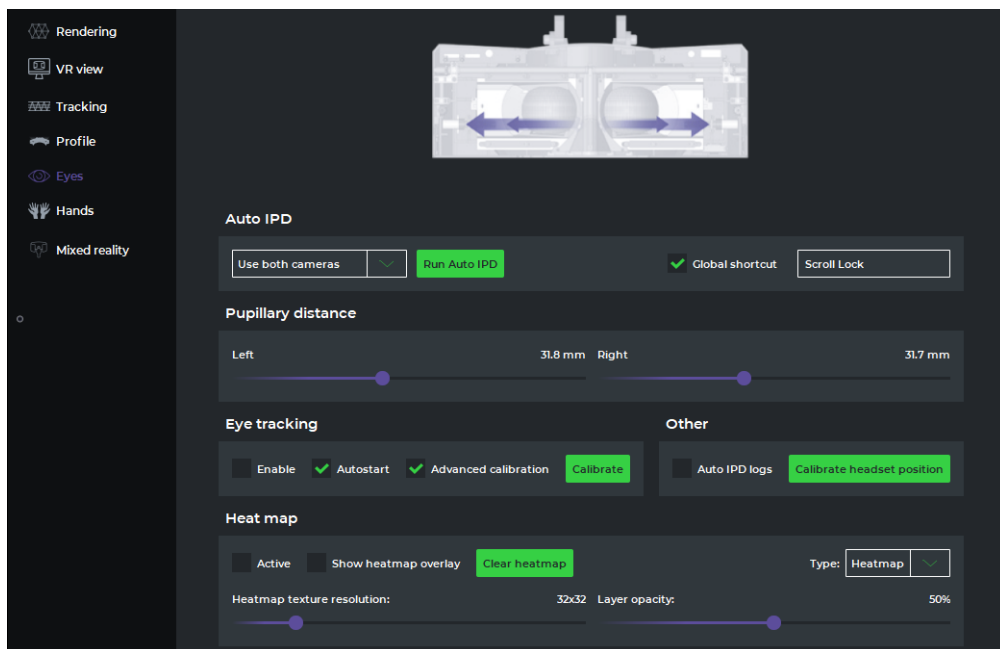 Rendering
VR view
Tracking
Profile
Eyes
Hands
Mixed reality
Auto IPD
Use both cameras Run Auto IPD Global shortcut Scroll Lock
Pupillary distance
Left 31.8 mm Right 31.7 mm
Eye tracking Other
Enable Autostart Advanced calibration Calibrate Auto IPD logs Calibrate headset position
Heat map
Active Show heatmap overlay Clear heatmap Type: Heatmap
Heatmap texture resolution: 32x32 Layer opacity: 50%